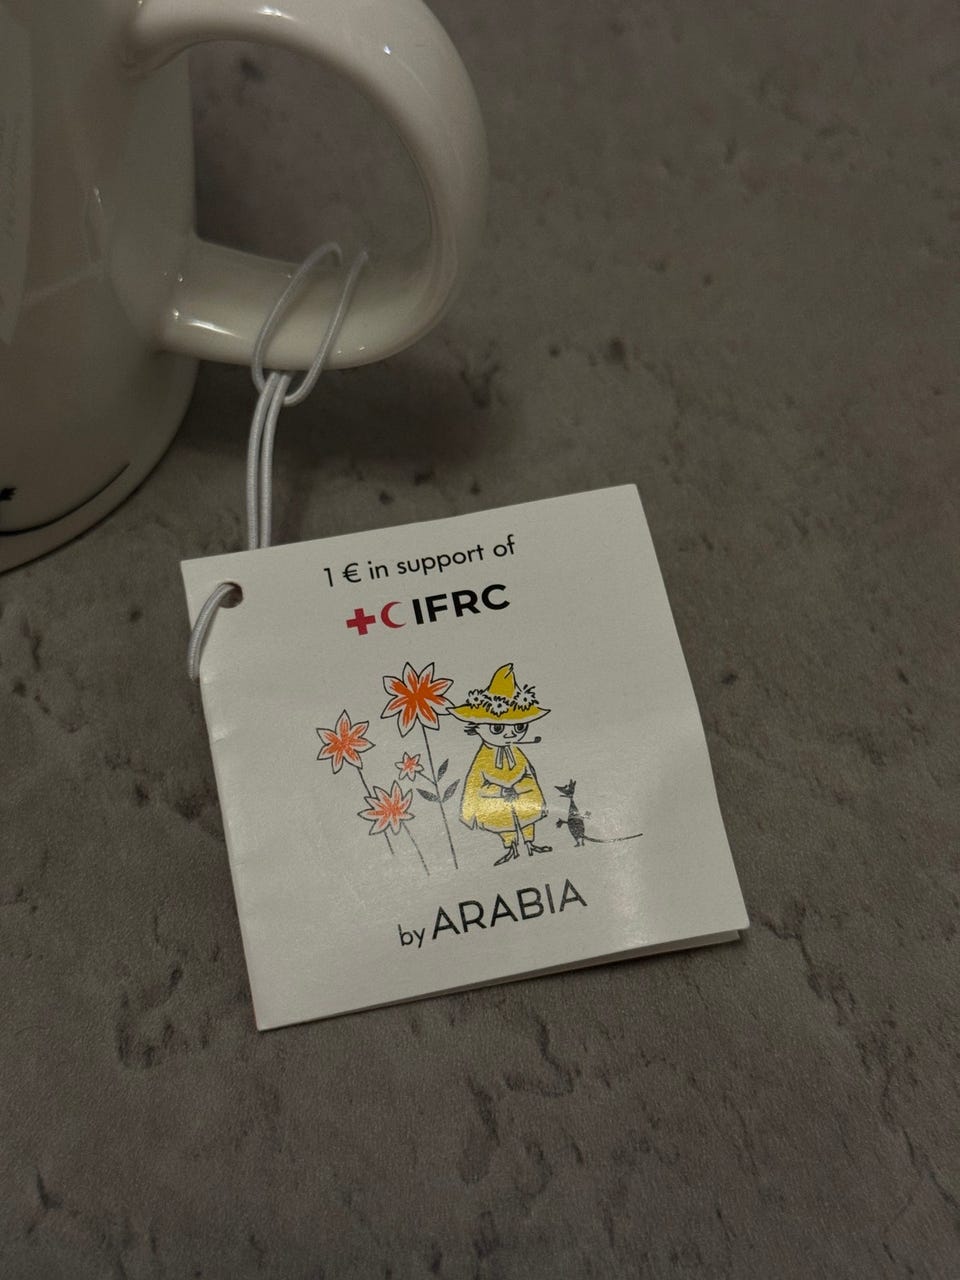 1 € in support of
IFRC
by ARABIA